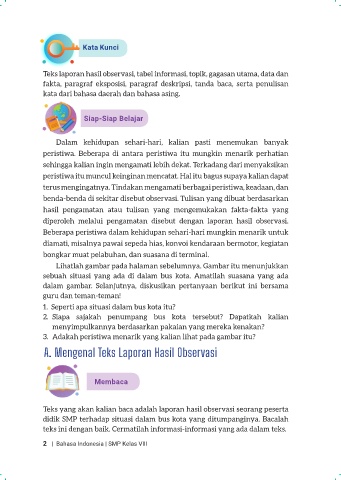 Kata Kunci
Teks laporan hasil observasi, tabel informasi, topik, gagasan utama, data dan
fakta, paragraf eksposisi, paragraf deskripsi, tanda baca, serta penulisan
kata dari bahasa daerah dan bahasa asing.
Siap-Siap Belajar
Dalam kehidupan sehari-hari, kalian pasti menemukan banyak
peristiwa. Beberapa di antara peristiwa itu mungkin menarik perhatian
sehingga kalian ingin mengamati lebih dekat. Terkadang dari menyaksikan
peristiwa itu muncul keinginan mencatat. Hal itu bagus supaya kalian dapat
terus mengingatnya. Tindakan mengamati berbagai peristiwa, keadaan, dan
benda-benda di sekitar disebut observasi. Tulisan yang dibuat berdasarkan
hasil pengamatan atau tulisan yang mengemukakan fakta-fakta yang
diperoleh melalui pengamatan disebut dengan laporan hasil observasi.
Beberapa peristiwa dalam kehidupan sehari-hari mungkin menarik untuk
diamati, misalnya pawai sepeda hias, konvoi kendaraan bermotor, kegiatan
bongkar muat pelabuhan, dan suasana di terminal.
Lihatlah gambar pada halaman sebelumnya. Gambar itu menunjukkan
sebuah situasi yang ada di dalam bus kota. Amatilah suasana yang ada
dalam gambar. Selanjutnya, diskusikan pertanyaan berikut ini bersama
guru dan teman-teman!
1. Seperti apa situasi dalam bus kota itu?
2. Siapa sajakah penumpang bus kota tersebut? Dapatkah kalian
menyimpulkannya berdasarkan pakaian yang mereka kenakan?
3. Adakah peristiwa menarik yang kalian lihat pada gambar itu?
A. Mengenal Teks Laporan Hasil Observasi
Membaca
Teks yang akan kalian baca adalah laporan hasil observasi seorang peserta
didik SMP terhadap situasi dalam bus kota yang ditumpanginya. Bacalah
teks ini dengan baik. Cermatilah informasi-informasi yang ada dalam teks.
2 | Bahasa Indonesia | SMP Kelas VIII